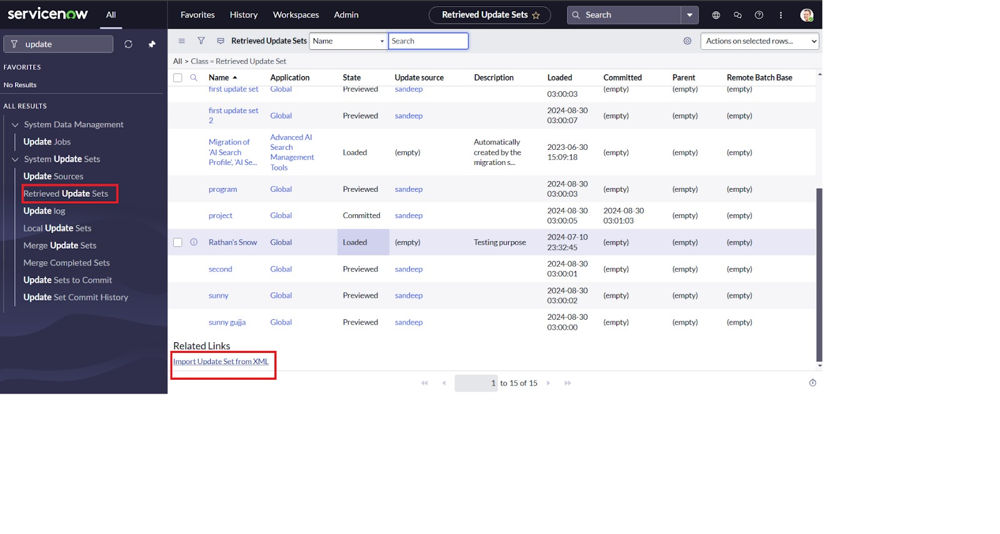 servicenow
All
Favorites
History
Workspaces
Admin
Retrieved Update Sets
Search
update
FAVORITES
No Results
ALL RESULTS
System Data Management
Update Jobs
System Update Sets
Update Sources
Retrieved Update Sets
Update log
Local Update Sets
Merge Update Sets
Merge Completed Sets
Update Sets to Commit
Update Set Commit History
Retrieved Update Sets
Name
Search
Actions on selected rows...
All > Class = Retrieved Update Set
Name Application State Update source Description Loaded Committed Parent Remote Batch Base
first update set Global Previewed sandeep 03:00:03 (empty) (empty) (empty)
first update set
2
Global Previewed sandeep
2024-08-30
03:00:07
(empty) (empty) (empty)
Migration of
'AI Search
Profile', 'AI Se...
Advanced AI
Search
Management
Tools
Loaded (empty)
Automatically
created by the
migration s...
2023-06-30
15:09:18
(empty) (empty) (empty)
program Global Previewed sandeep
2024-08-30
03:00:03
(empty) (empty) (empty)
project Global Committed sandeep
2024-08-30
03:00:05
2024-08-30
03:01:03
(empty) (empty)
Rathan's Snow Global Loaded (empty) Testing purpose
2024-07-10
23:32:45
(empty) (empty) (empty)
second Global Previewed sandeep
2024-08-30
03:00:01
(empty) (empty) (empty)
sunny Global Previewed sandeep
2024-08-30
03:00:02
(empty) (empty) (empty)
sunny gujja Global Previewed sandeep
2024-08-30
03:00:00
(empty) (empty) (empty)
Related Links
Import Update Set from XML
1 to 15 of 15